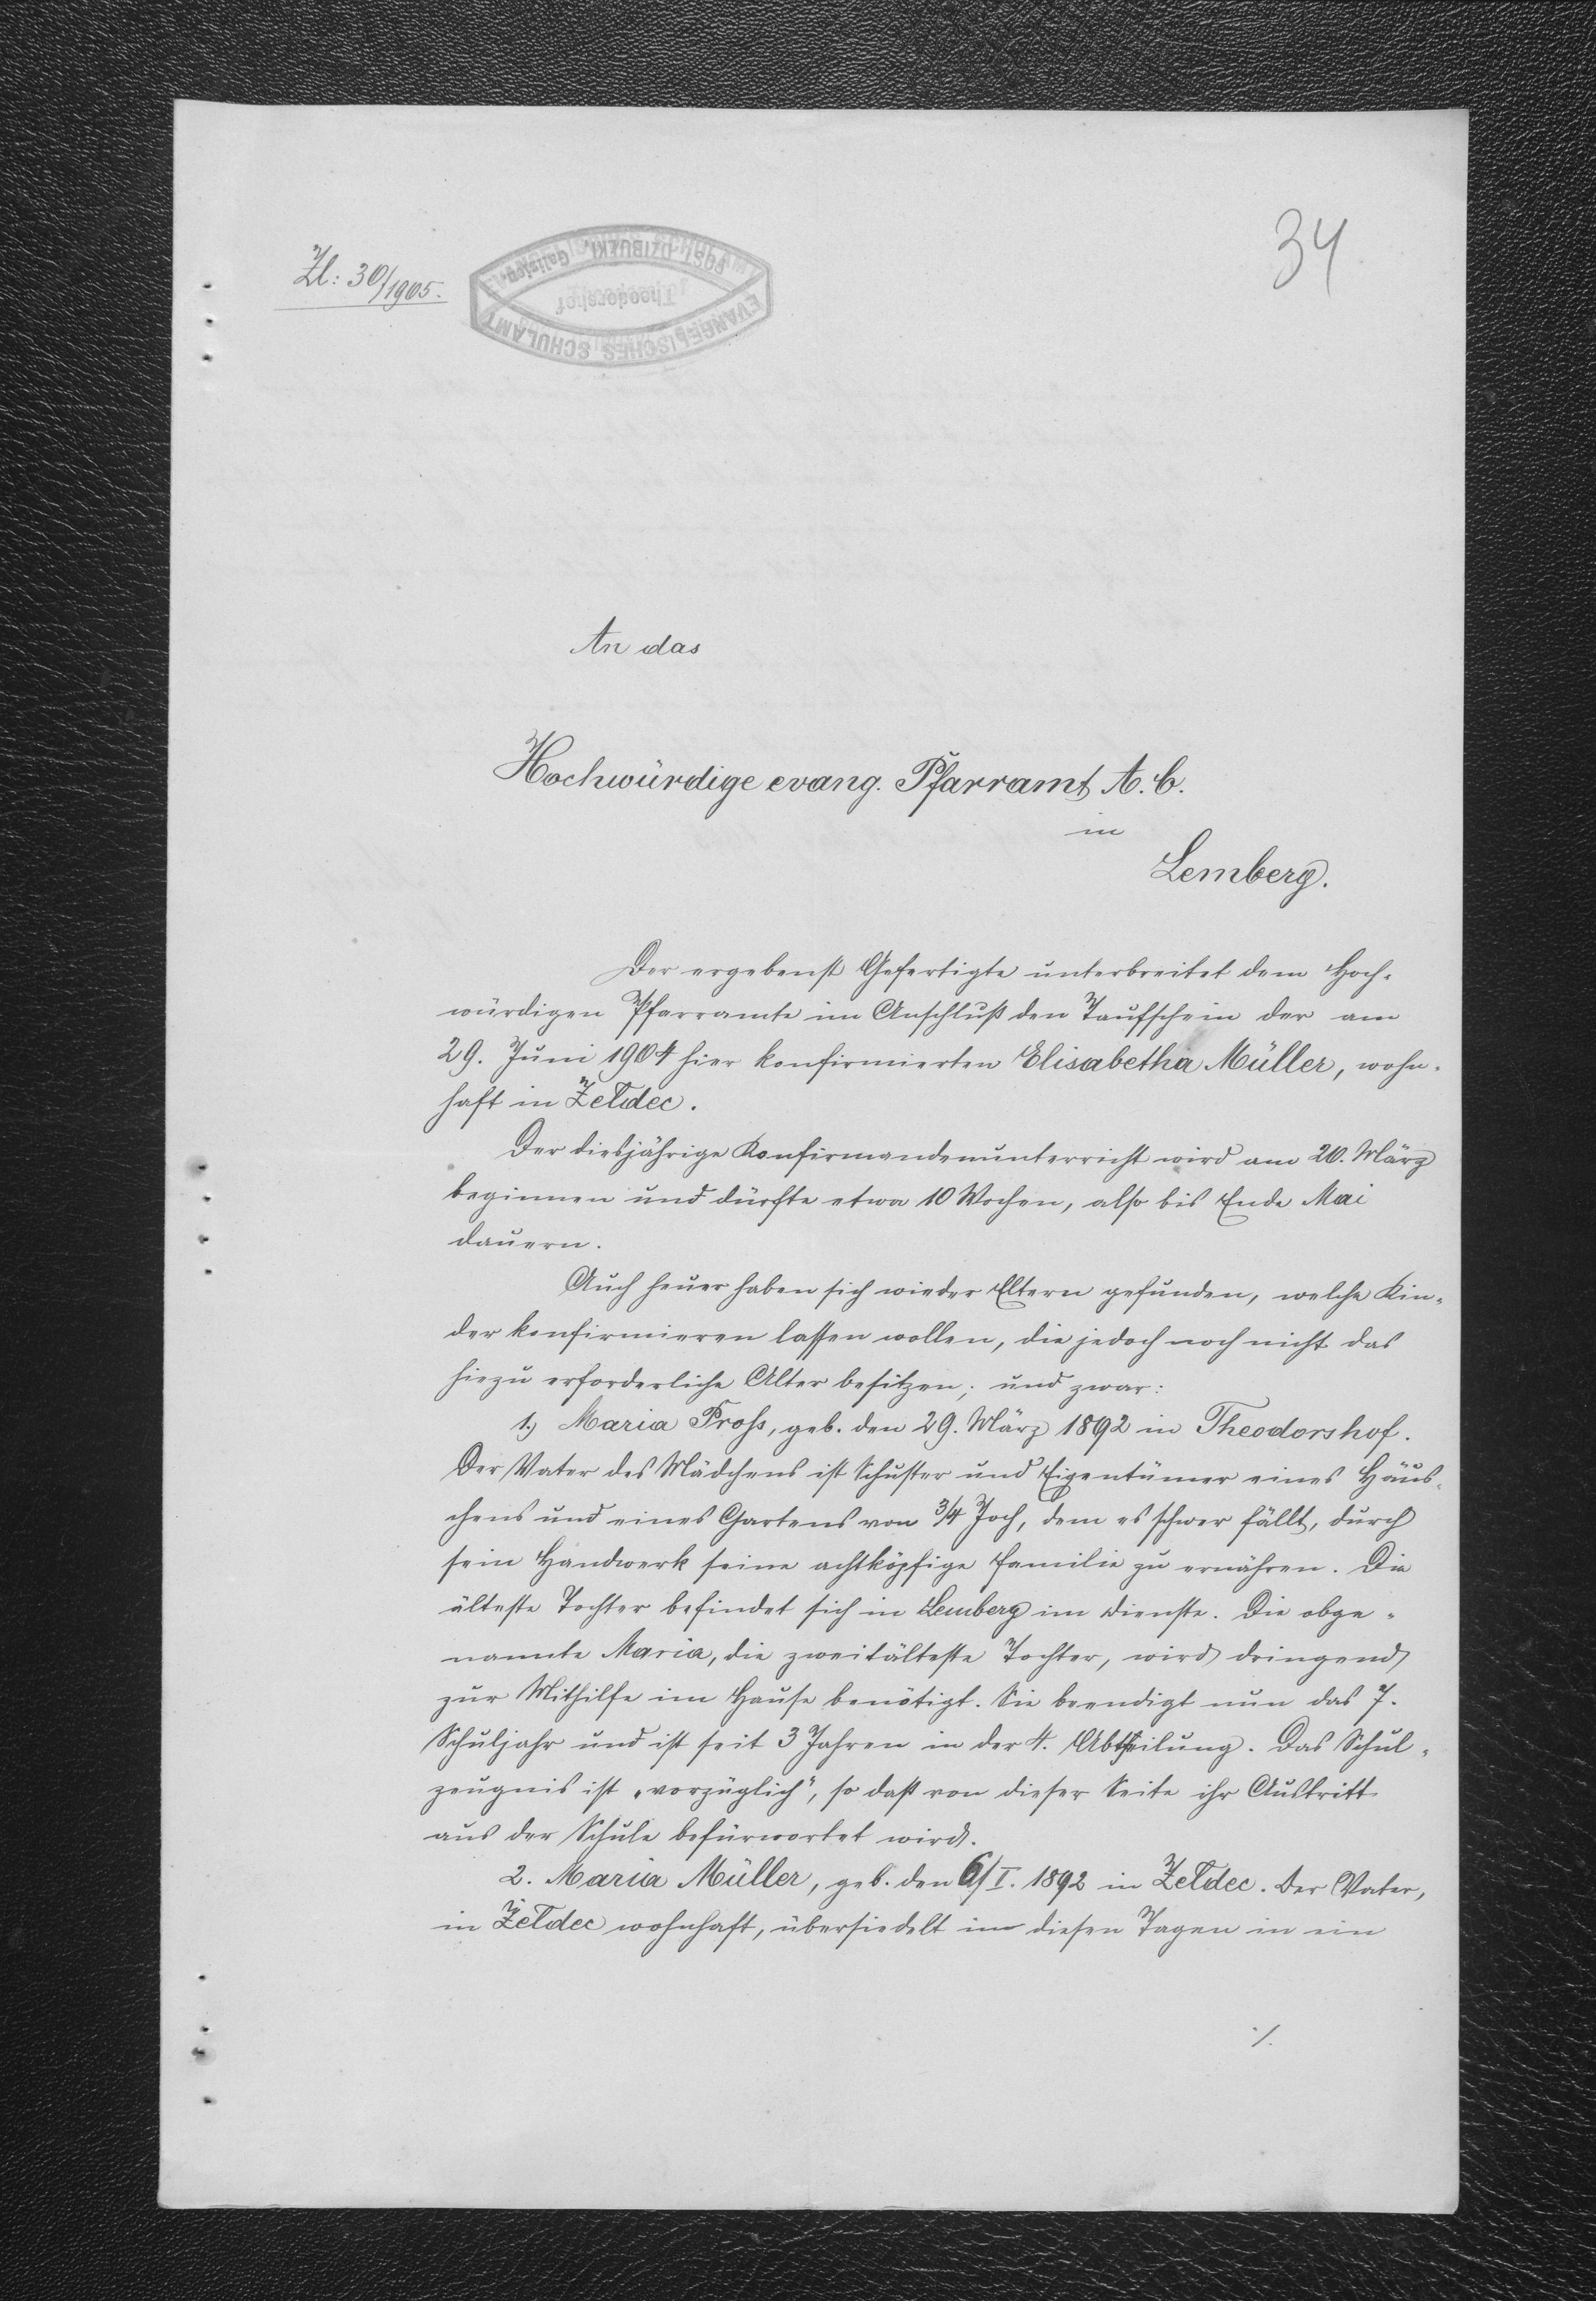 34
Zl: 30/1905.
EVANGELISCHES SCHULAMT
Theodorshof
POST DZIBUŁKI, Galizien
An das
Hochwürdige evang. Pfarramt A. C.
in
Lemberg.
Der ergebenst Gefertigte unterbreitet dem Hoch-
würdigen Pfarramte im Anschluß den Taufschein der am
29. Juni 1904 hier konfirmierten Elisabetha Müller, wohn-
haft in Żełdec.
Der diesjährige Konfirmandenunterricht wird am 20. März
beginnen und dürfte etwa 10 Wochen, also bis Ende Mai
dauern.
Auch heuer haben sich wieder Eltern gefunden, welche Kin-
der konfirmieren lassen wollen, die jedoch noch nicht das
hiezu erforderliche Alter besitzen; und zwar:
1.) Maria Pross, geb. den 29. März 1892 in Theodorshof.
Der Vater des Mädchens ist Schuster und Eigentümer eines Häus-
chens und eines Gartens von 3/4 Joch, dem es schwer fällt, durch
sein Handwerk seine achtköpfige Familie zu ernähren. Die
älteste Tochter befindet sich in Lemberg im Dienste. Die obge-
nannte Maria, die zweitälteste Tochter, wird dringend
zur Mithilfe im Hause benötigt. Sie beendigt nun das 7.
Schuljahr und ist seit 3 Jahren in der 4. Abtheilung. Das Schul-
zeugnis ist „vorzüglich", so daß von dieser Seite ihr Austritt
aus der Schule befürwortet wird.
2. Maria Müller, geb. den 6/I. 1892 in Żełdec. Der Vater,
in Żełdec wohnhaft, übersiedelt in diesen Tagen in ein
./.